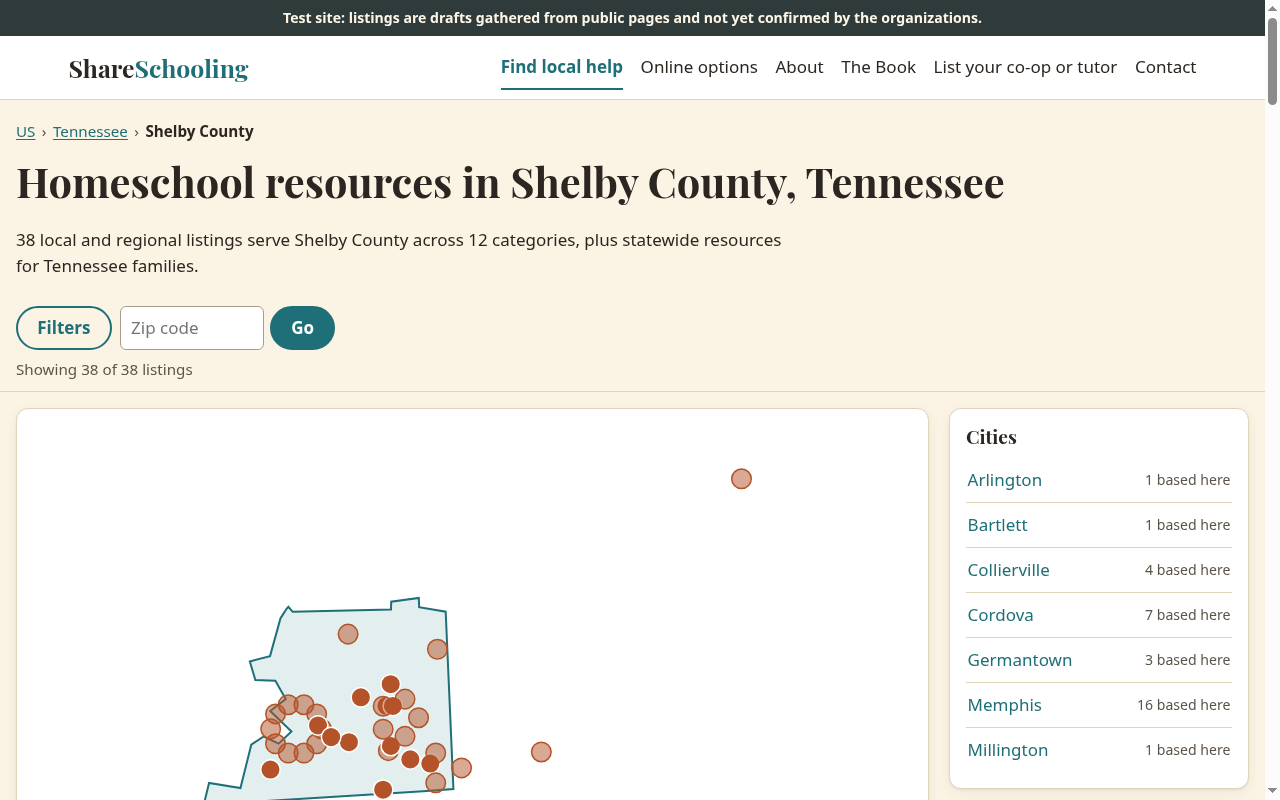 Test site: listings are drafts gathered from public pages and not yet confirmed by the organizations.
ShareSchooling
Find local help Online options About The Book List your co-op or tutor Contact
US › Tennessee › Shelby County
Homeschool resources in Shelby County, Tennessee
38 local and regional listings serve Shelby County across 12 categories, plus statewide resources
for Tennessee families.
Filters Zip code Go
Showing 38 of 38 listings
Cities
Arlington 1 based here
Bartlett 1 based here
Collierville 4 based here
Cordova 7 based here
Germantown 3 based here
Memphis 16 based here
Millington 1 based here